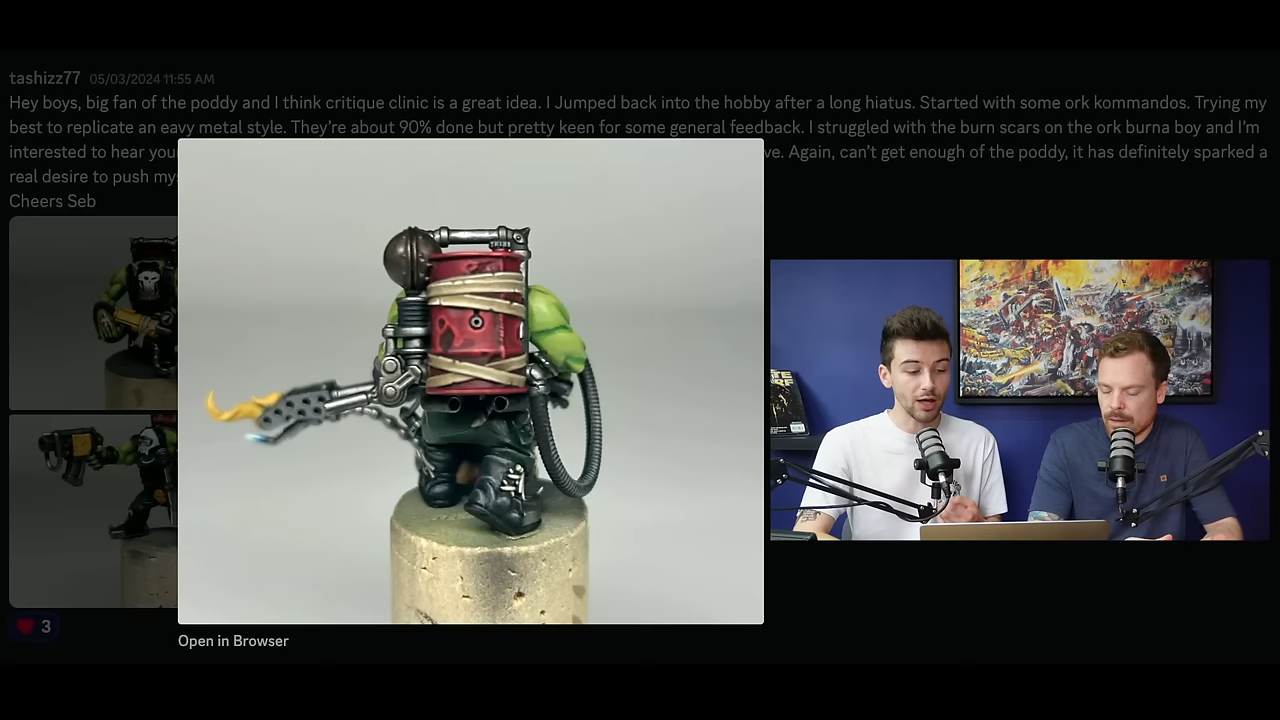 tashizz77 05/03/2024 11:55 AM
Hey boys, big fan of the poddy and I think critique clinic is a great idea. I Jumped back into the hobby after a long hiatus. Started with some ork kommandos. Trying my
best to replicate an eavy metal style. They're about 90% done but pretty keen for some general feedback. I struggled with the burn scars on the ork burna boy and I'm
interested to hear your ve. Again, can't get enough of the poddy, it has definitely sparked a
real desire to push mys
Cheers Seb
3
Open in Browser